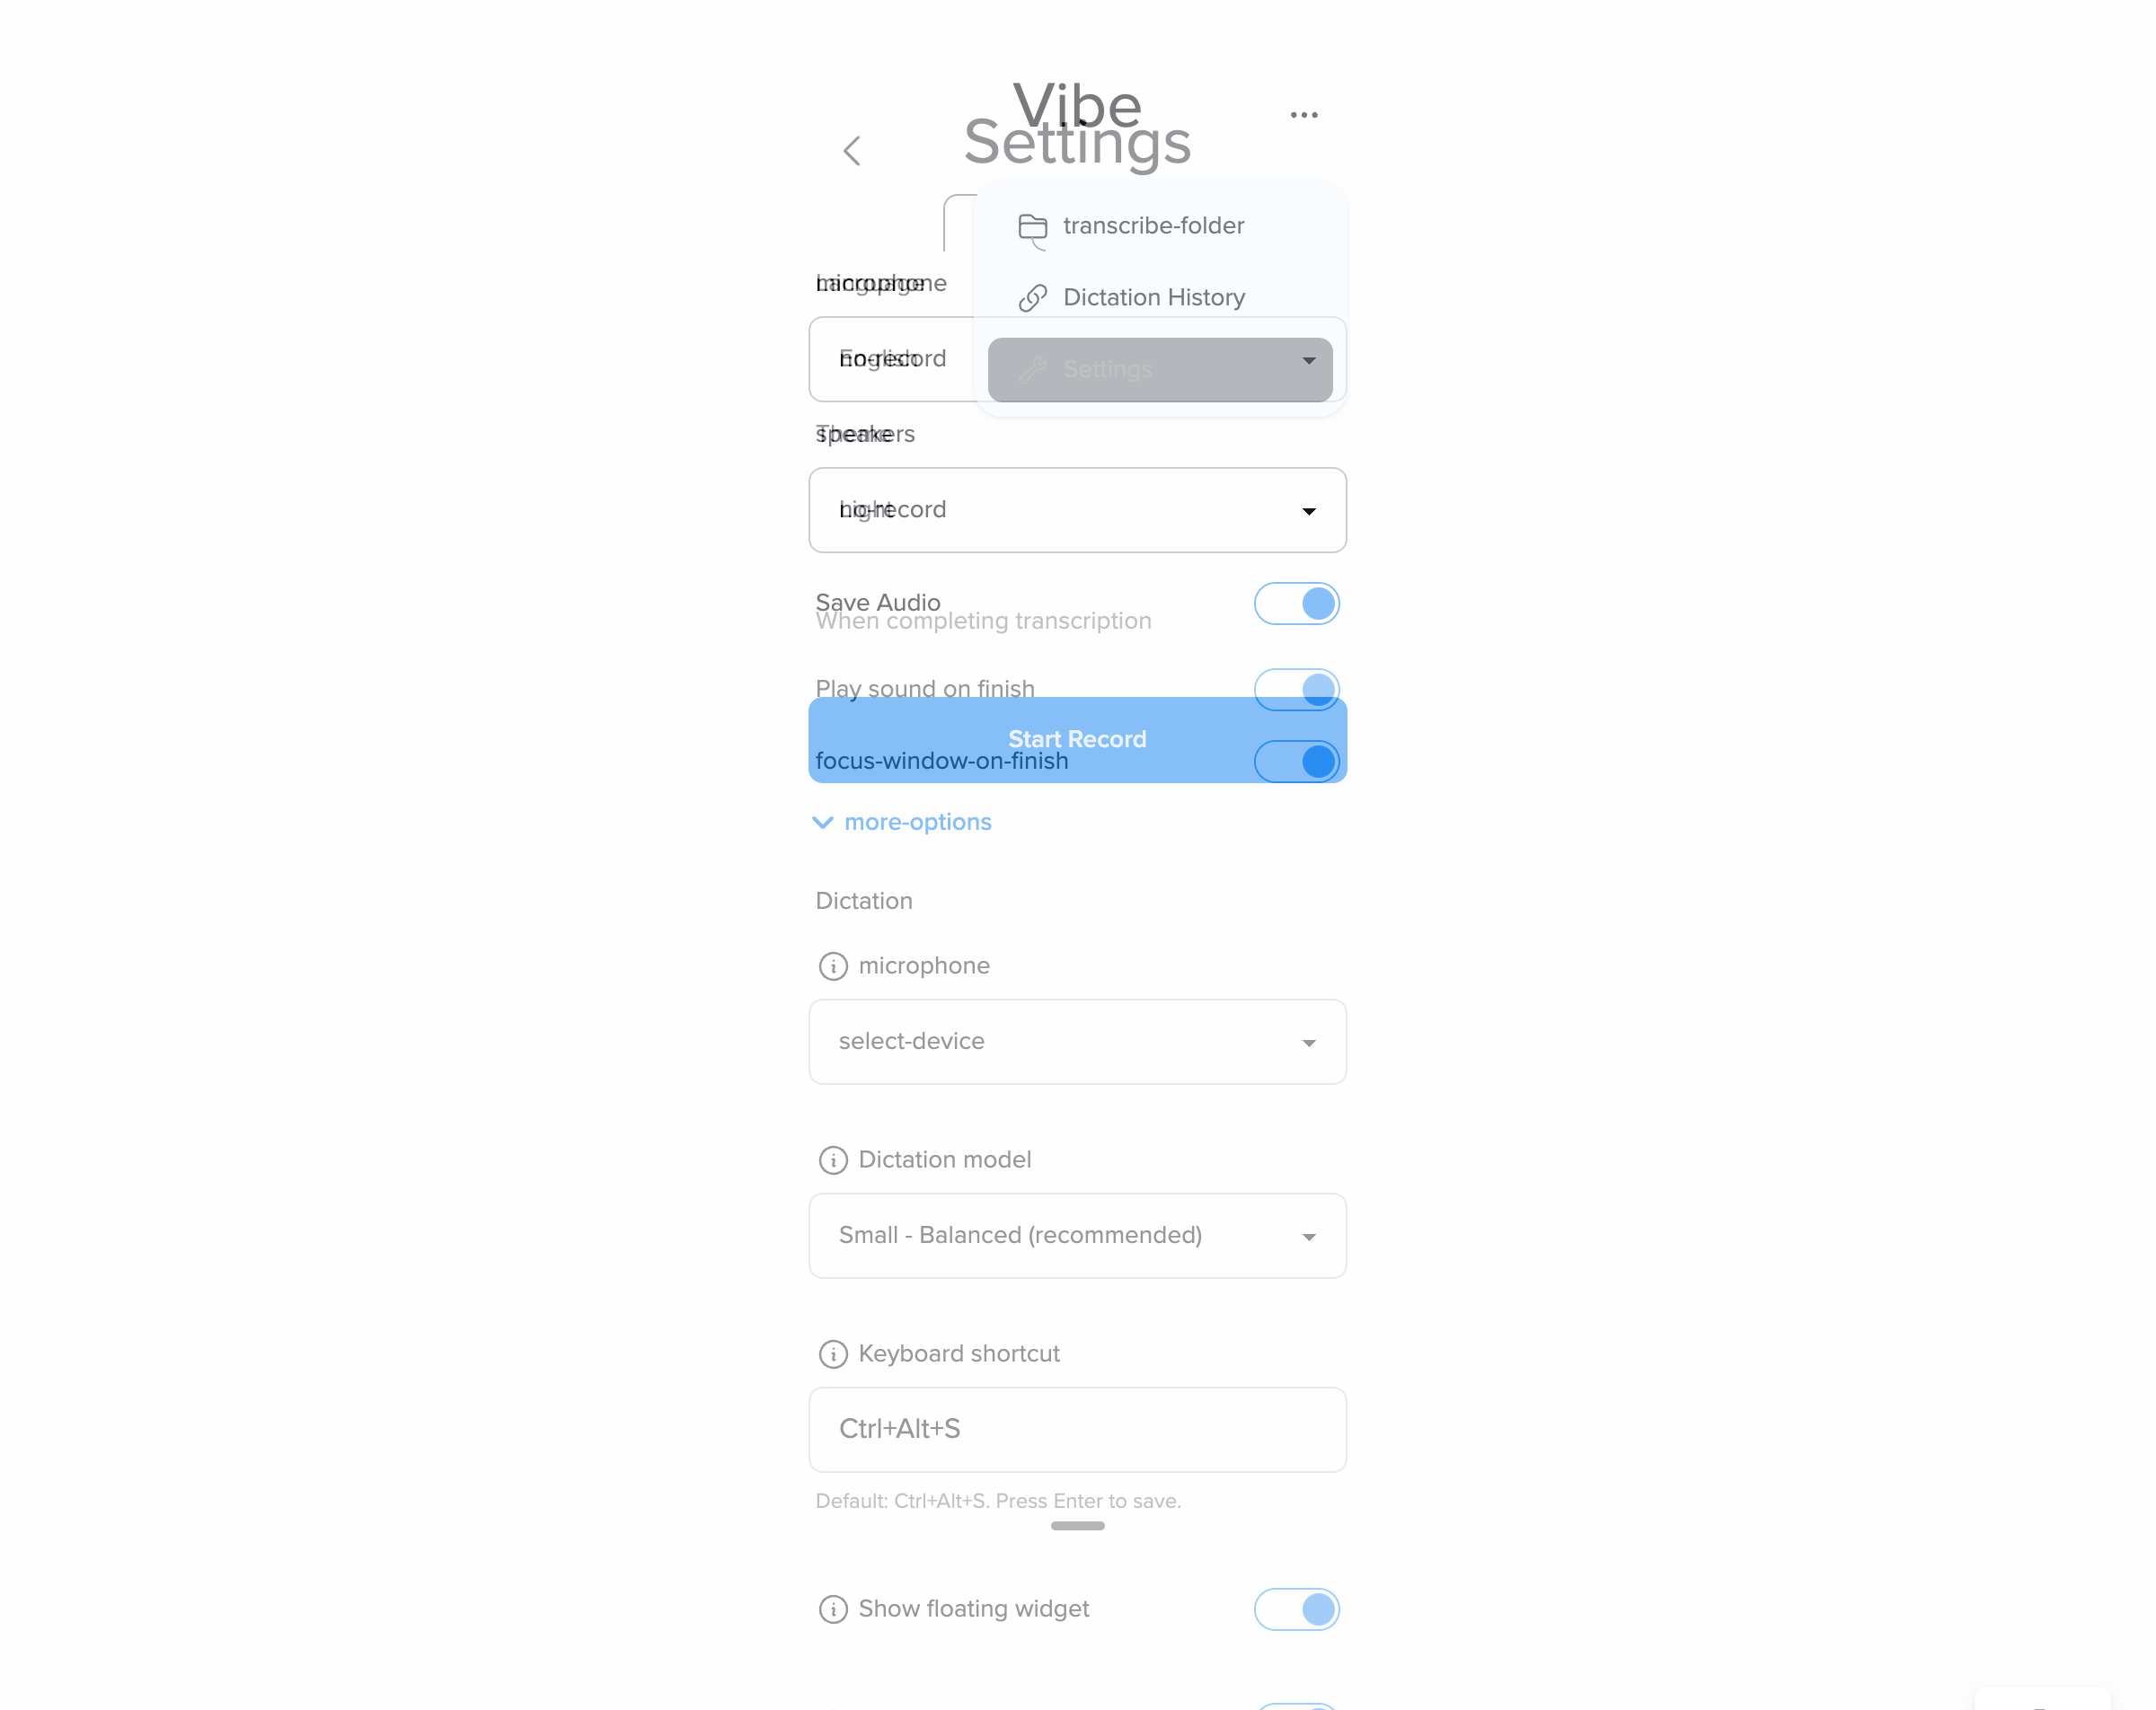 Vibe
Settings
transcribe-folder
microphone
Language
Dictation History
no-record
English
Settings
speakers
Theme
no-record
Light
Save Audio
When completing transcription
Play sound on finish
Start Record
focus-window-on-finish
more-options
Dictation
microphone
select-device
Dictation model
Small - Balanced (recommended)
Keyboard shortcut
Ctrl+Alt+S
Default: Ctrl+Alt+S. Press Enter to save.
Show floating widget